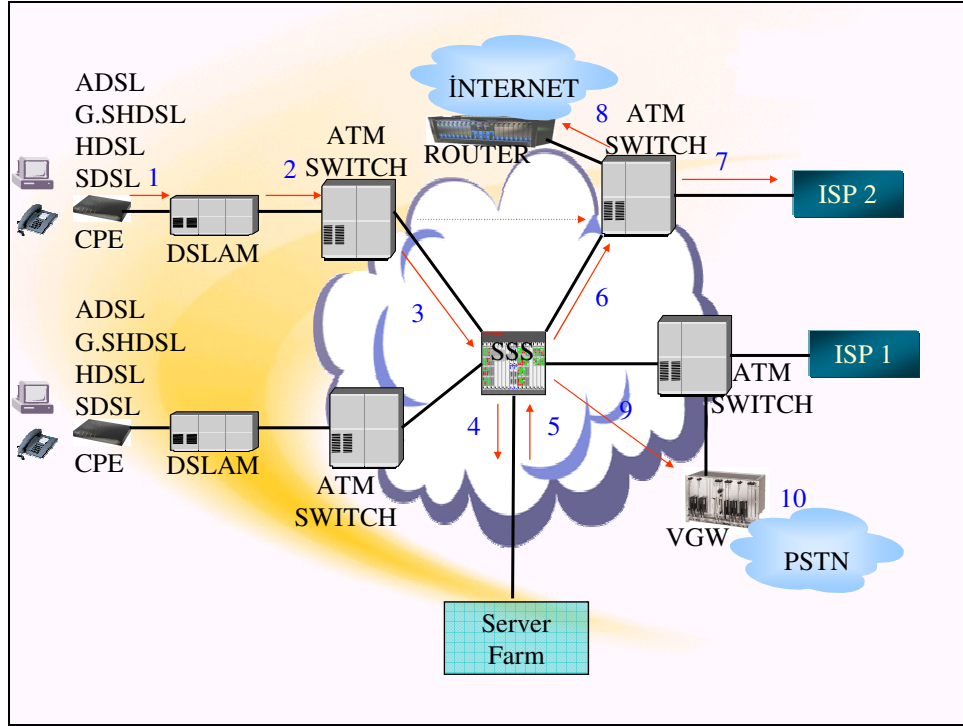 İNTERNET
8
ATM
SWITCH
ROUTER
7
ISP 2
ADSL
G.SHDSL
HDSL
SDSL
1
2
ATM
SWITCH
CPE
DSLAM
3
6
SSS
ADSL
G.SHDSL
HDSL
SDSL
CPE
DSLAM
ATM
SWITCH
4
5
9
ISP 1
ATM
SWITCH
VGW
10
PSTN
Server
Farm